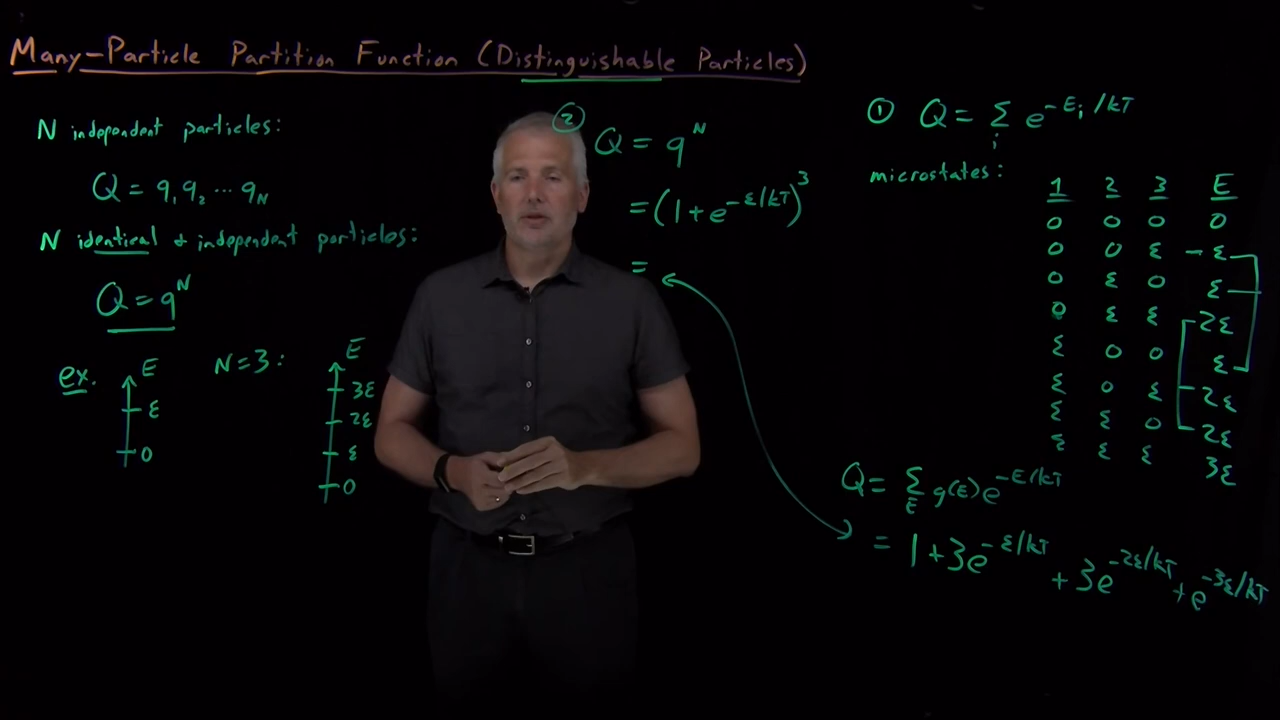 Many-Particle Partition Function (Distinguishable Particles)
N independent particles:
Q = q₁q₂ ⋯ q_N
N identical + independent particles:
Q = q^N
ex.
E
ε
0
N=3:
E
3ε
2ε
ε
0
② Q = q^N
= (1+e^{-ε/kT})^3
=
① Q = Σ_i e^{-E_i/kT}
microstates:
1 2 3 E
0 0 0 0
0 0 ε ε
0 ε 0 ε
0 ε ε 2ε
ε 0 0 ε
ε 0 ε 2ε
ε ε 0 2ε
ε ε ε 3ε
Q = Σ_E g(E)e^{-E/kT}
= 1+3e^{-ε/kT} + 3e^{-2ε/kT} + e^{-3ε/kT}